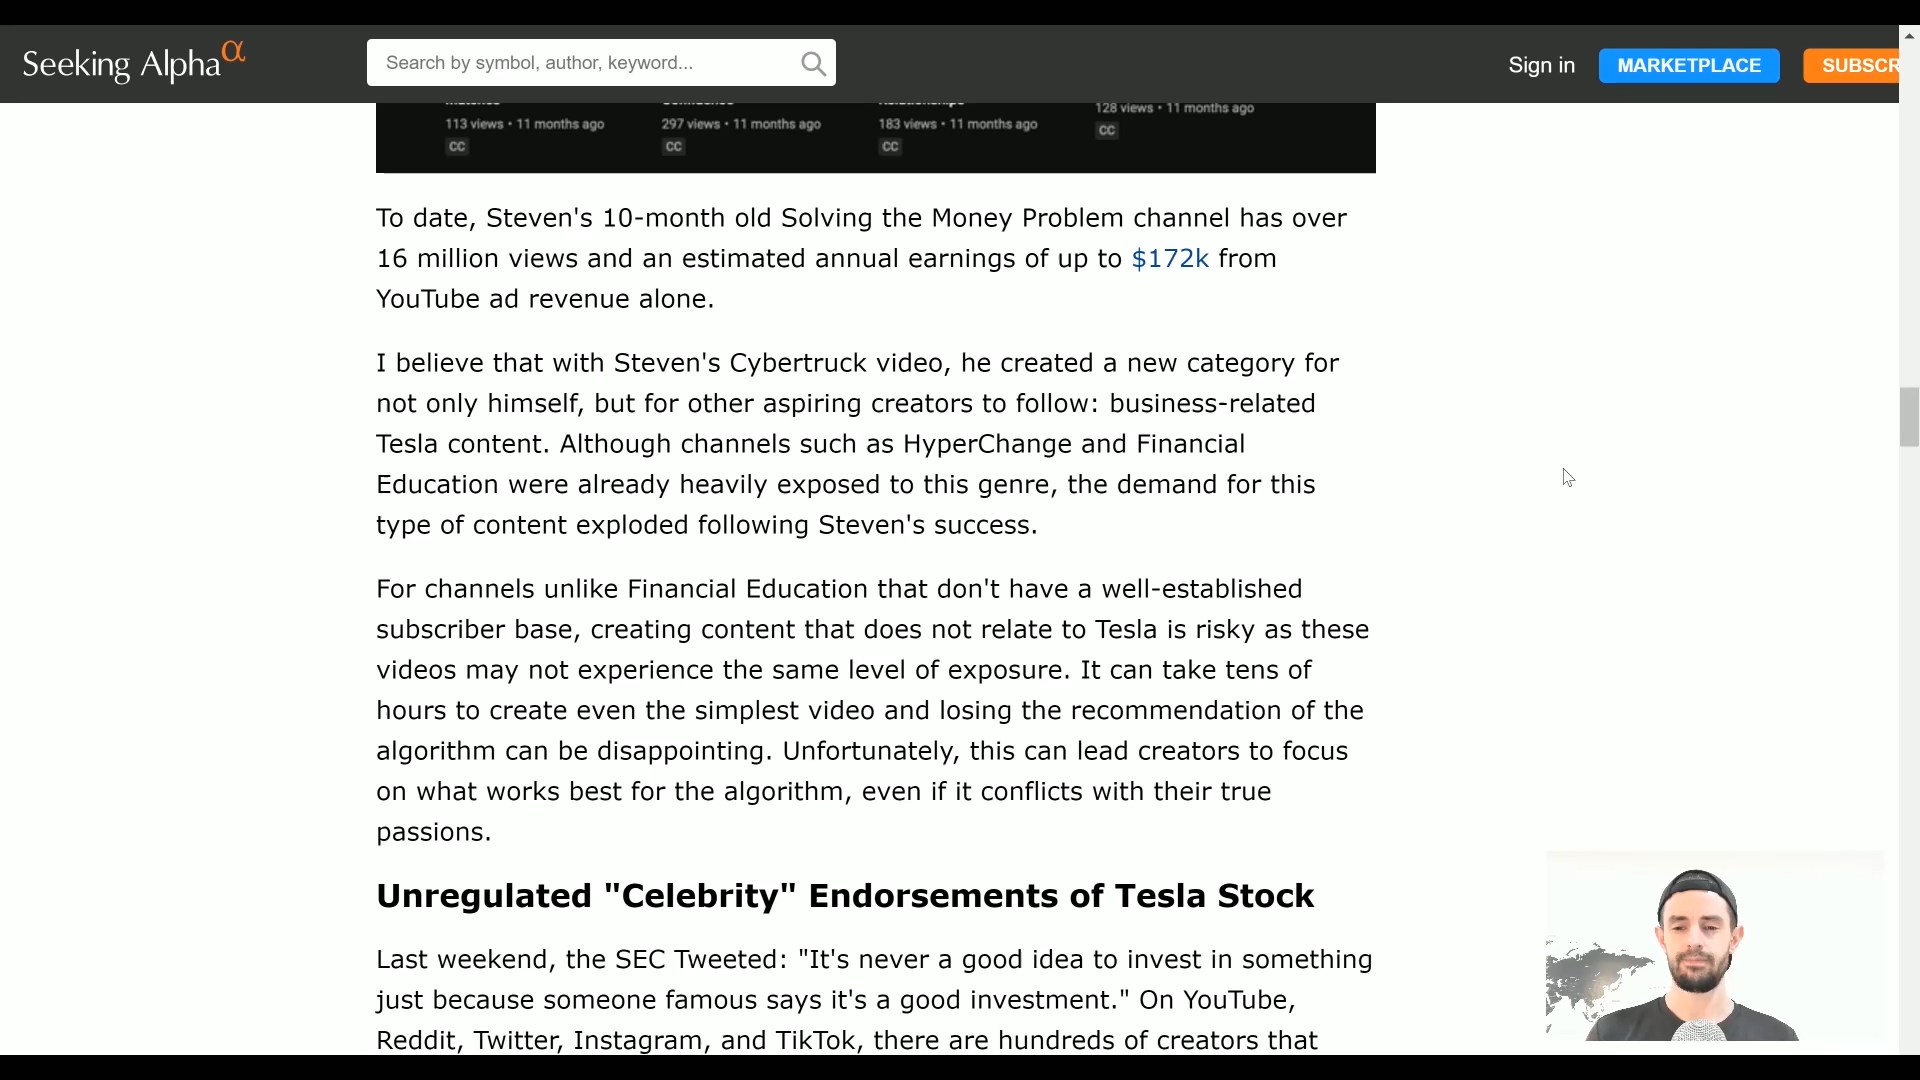 Seeking Alphaα
Search by symbol, author, keyword...
Sign in
MARKETPLACE
SUBSCR
113 views • 11 months ago
297 views • 11 months ago
183 views • 11 months ago
128 views • 11 months ago
CC
CC
CC
CC
To date, Steven's 10-month old Solving the Money Problem channel has over
16 million views and an estimated annual earnings of up to $172k from
YouTube ad revenue alone.
I believe that with Steven's Cybertruck video, he created a new category for
not only himself, but for other aspiring creators to follow: business-related
Tesla content. Although channels such as HyperChange and Financial
Education were already heavily exposed to this genre, the demand for this
type of content exploded following Steven's success.
For channels unlike Financial Education that don't have a well-established
subscriber base, creating content that does not relate to Tesla is risky as these
videos may not experience the same level of exposure. It can take tens of
hours to create even the simplest video and losing the recommendation of the
algorithm can be disappointing. Unfortunately, this can lead creators to focus
on what works best for the algorithm, even if it conflicts with their true
passions.
Unregulated "Celebrity" Endorsements of Tesla Stock
Last weekend, the SEC Tweeted: "It's never a good idea to invest in something
just because someone famous says it's a good investment." On YouTube,
Reddit, Twitter, Instagram, and TikTok, there are hundreds of creators that